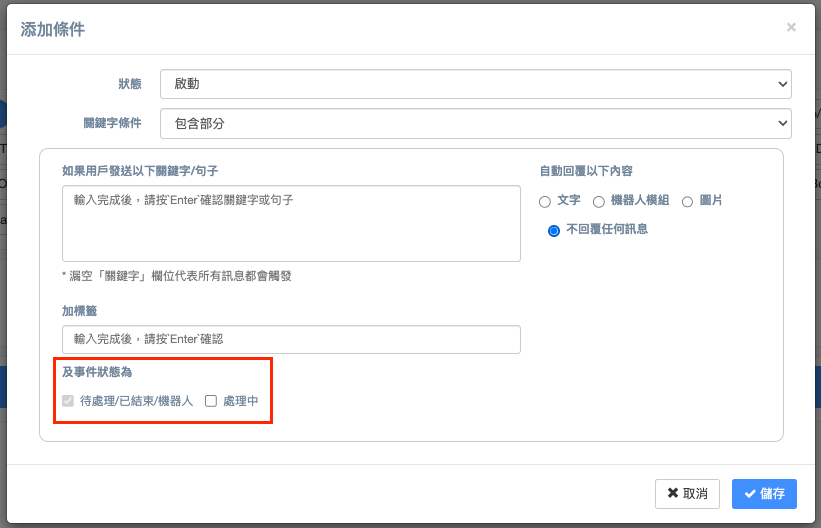 添加條件 ×
狀態 啟動
關鍵字條件 包含部分
如果用戶發送以下關鍵字/句子
輸入完成後，請按`Enter`確認關鍵字或句子
* 漏空「關鍵字」欄位代表所有訊息都會觸發
自動回覆以下內容
文字 機器人模組 圖片
不回覆任何訊息
加標籤
輸入完成後，請按`Enter`確認
及事件狀態為
待處理/已結束/機器人 處理中
取消 儲存